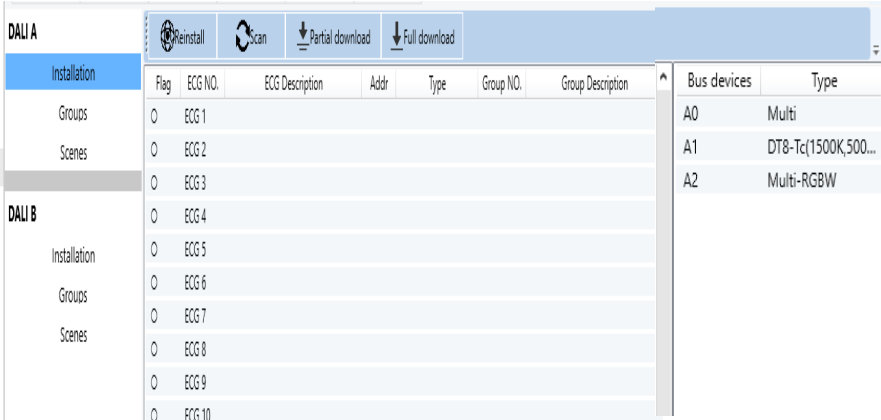 DALI A
Installation
Groups
Scenes
DALI B
Installation
Groups
Scenes
Reinstall Scan Partial download Full download
Flag ECG NO. ECG Description Addr Type Group NO. Group Description
ECG 1
ECG 2
ECG 3
ECG 4
ECG 5
ECG 6
ECG 7
ECG 8
ECG 9
ECG 10
Bus devices Type
A0 Multi
A1 DT8-Tc(1500K,500...
A2 Multi-RGBW